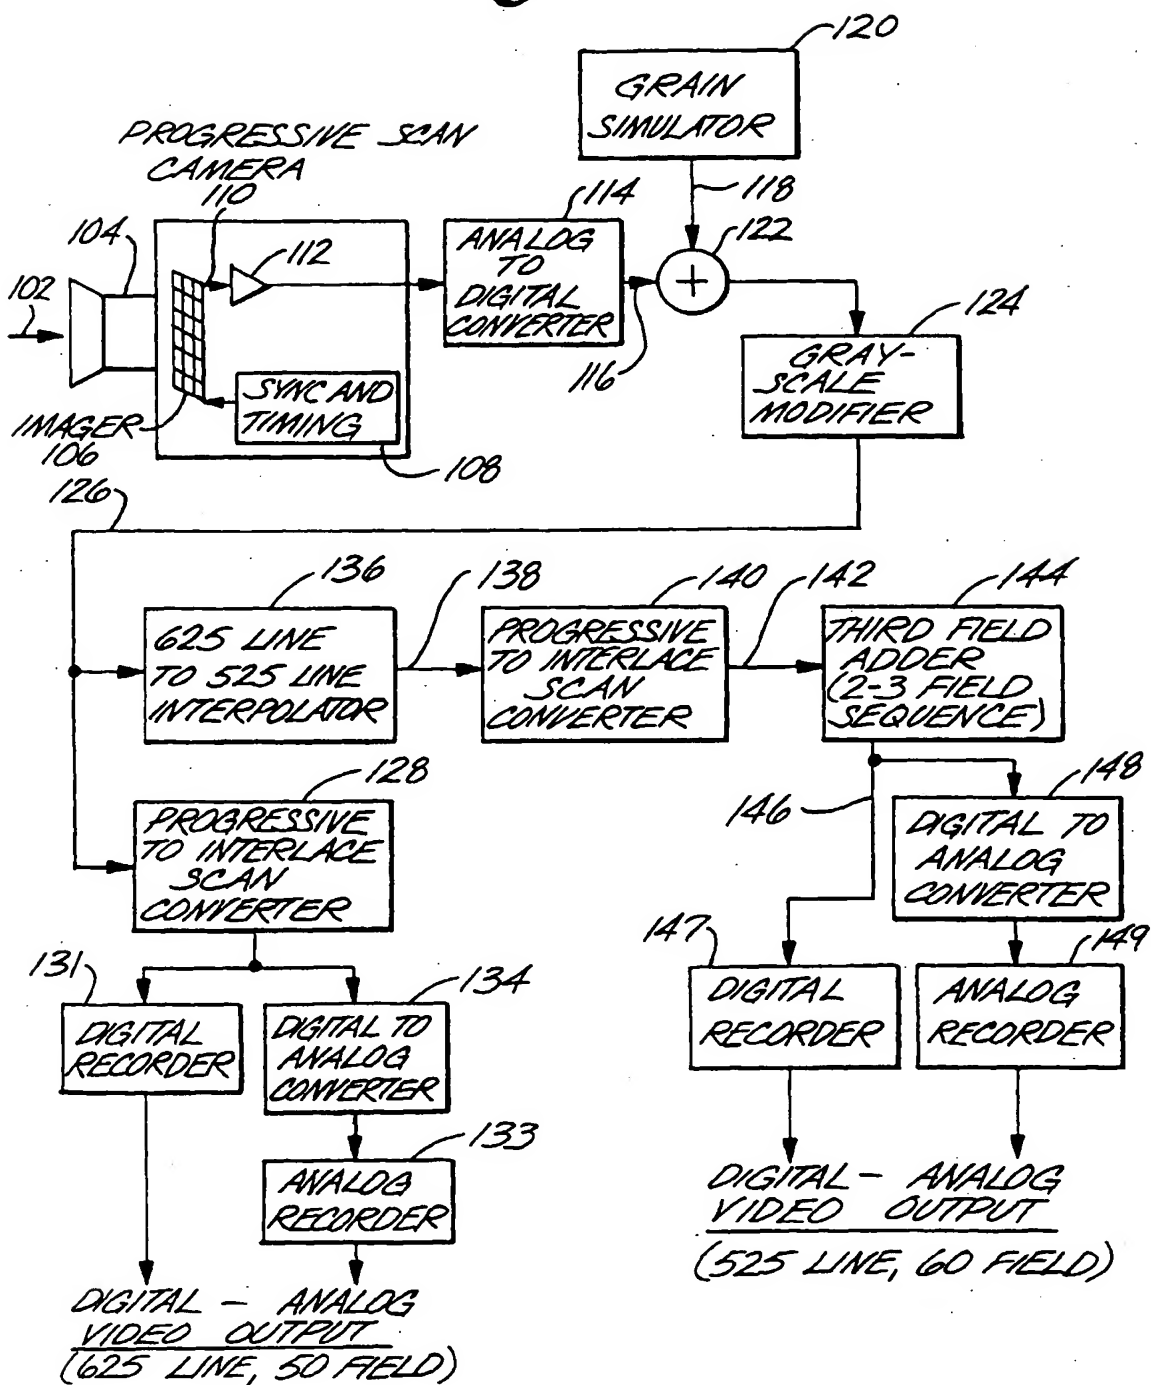 120
GRAIN
SIMULATOR
PROGRESSIVE SCAN
CAMERA
110
118
114
122
104
112
ANALOG
TO
DIGITAL
CONVERTER
+
102
116
124
GRAY-
SCALE
MODIFIER
SYNC AND
TIMING
IMAGER
106
108
126
136
138
140
142
144
625 LINE
TO 525 LINE
INTERPOLATOR
PROGRESSIVE
TO INTERLACE
SCAN
CONVERTER
THIRD FIELD
ADDER
(2-3 FIELD
SEQUENCE)
128
PROGRESSIVE
TO INTERLACE
SCAN
CONVERTER
146
148
DIGITAL TO
ANALOG
CONVERTER
131
134
147
149
DIGITAL
RECORDER
DIGITAL TO
ANALOG
CONVERTER
DIGITAL
RECORDER
ANALOG
RECORDER
133
ANALOG
RECORDER
DIGITAL - ANALOG
VIDEO OUTPUT
(525 LINE, 60 FIELD)
DIGITAL - ANALOG
VIDEO OUTPUT
(625 LINE, 50 FIELD)